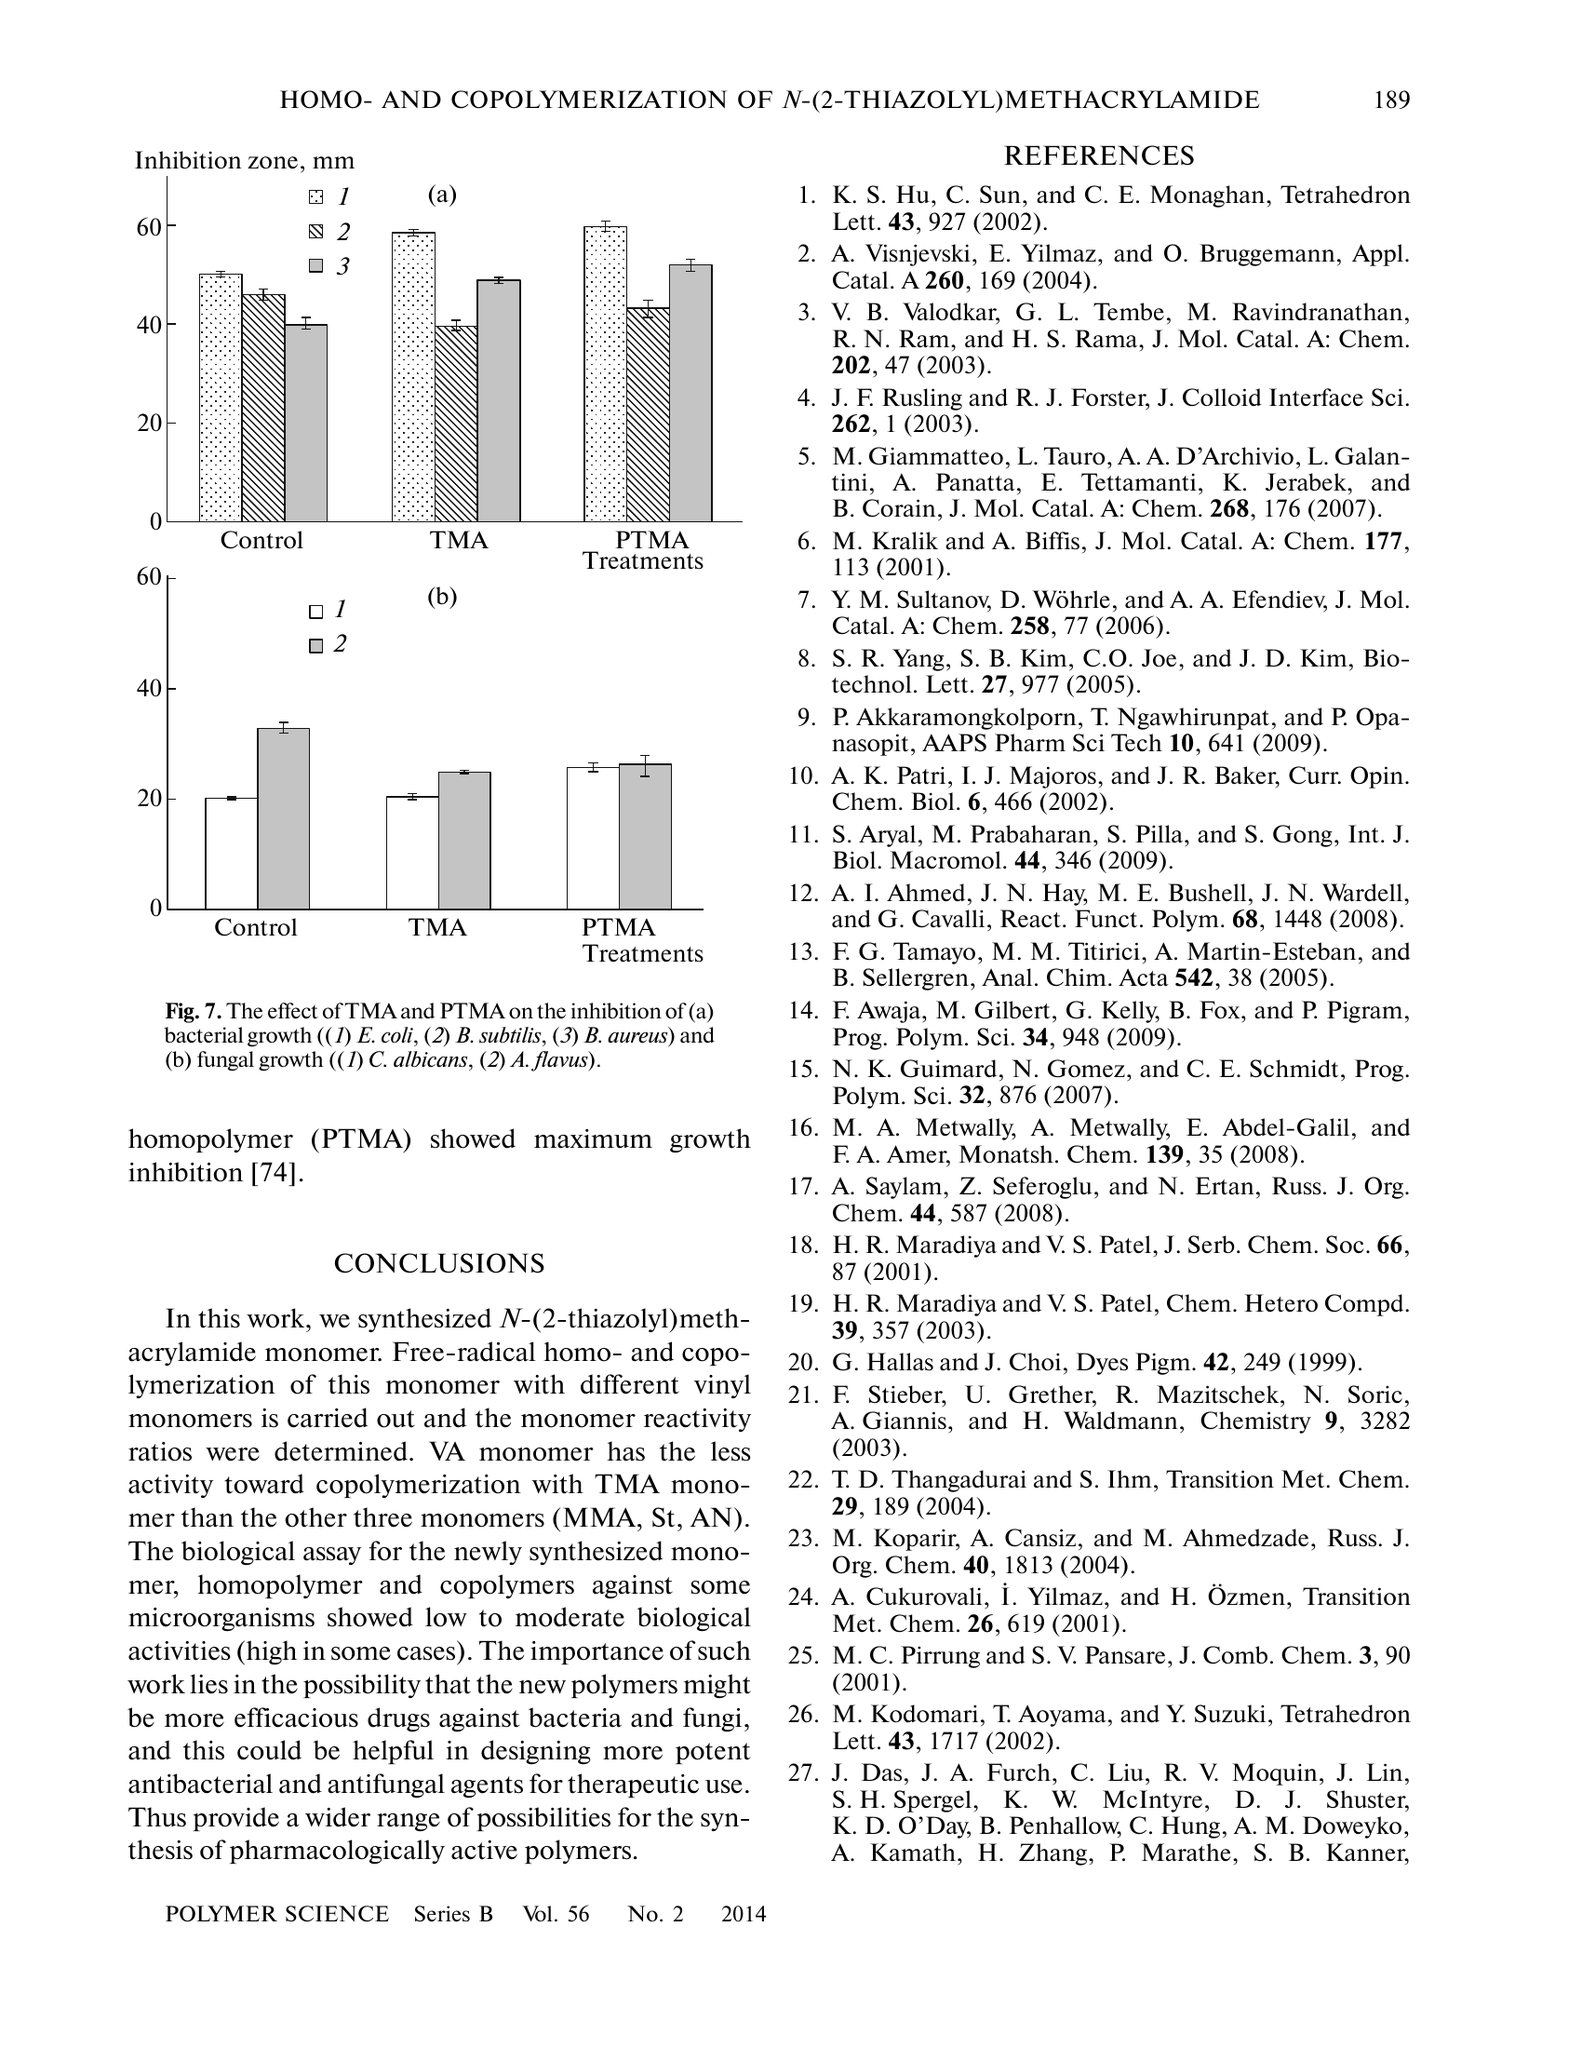 HOMO- AND COPOLYMERIZATION OF N-(2-THIAZOLYL)METHACRYLAMIDE 189
Inhibition zone, mm
(a)
1
2
3
60
40
20
0
Control TMA PTMA
Treatments
60
(b)
1
2
40
20
0
Control TMA PTMA
Treatments
Fig. 7. The effect of TMA and PTMA on the inhibition of (a)
bacterial growth ((1) E. coli, (2) B. subtilis, (3) B. aureus) and
(b) fungal growth ((1) C. albicans, (2) A. flavus).
homopolymer (PTMA) showed maximum growth
inhibition [74].
CONCLUSIONS
In this work, we synthesized N-(2-thiazolyl)meth-
acrylamide monomer. Free-radical homo- and copo-
lymerization of this monomer with different vinyl
monomers is carried out and the monomer reactivity
ratios were determined. VA monomer has the less
activity toward copolymerization with TMA mono-
mer than the other three monomers (MMA, St, AN).
The biological assay for the newly synthesized mono-
mer, homopolymer and copolymers against some
microorganisms showed low to moderate biological
activities (high in some cases). The importance of such
work lies in the possibility that the new polymers might
be more efficacious drugs against bacteria and fungi,
and this could be helpful in designing more potent
antibacterial and antifungal agents for therapeutic use.
Thus provide a wider range of possibilities for the syn-
thesis of pharmacologically active polymers.
REFERENCES
1. K. S. Hu, C. Sun, and C. E. Monaghan, Tetrahedron
Lett. 43, 927 (2002).
2. A. Visnjevski, E. Yilmaz, and O. Bruggemann, Appl.
Catal. A 260, 169 (2004).
3. V. B. Valodkar, G. L. Tembe, M. Ravindranathan,
R. N. Ram, and H. S. Rama, J. Mol. Catal. A: Chem.
202, 47 (2003).
4. J. F. Rusling and R. J. Forster, J. Colloid Interface Sci.
262, 1 (2003).
5. M. Giammatteo, L. Tauro, A. A. D’Archivio, L. Galan-
tini, A. Panatta, E. Tettamanti, K. Jerabek, and
B. Corain, J. Mol. Catal. A: Chem. 268, 176 (2007).
6. M. Kralik and A. Biffis, J. Mol. Catal. A: Chem. 177,
113 (2001).
7. Y. M. Sultanov, D. Wöhrle, and A. A. Efendiev, J. Mol.
Catal. A: Chem. 258, 77 (2006).
8. S. R. Yang, S. B. Kim, C.O. Joe, and J. D. Kim, Bio-
technol. Lett. 27, 977 (2005).
9. P. Akkaramongkolporn, T. Ngawhirunpat, and P. Opa-
nasopit, AAPS Pharm Sci Tech 10, 641 (2009).
10. A. K. Patri, I. J. Majoros, and J. R. Baker, Curr. Opin.
Chem. Biol. 6, 466 (2002).
11. S. Aryal, M. Prabaharan, S. Pilla, and S. Gong, Int. J.
Biol. Macromol. 44, 346 (2009).
12. A. I. Ahmed, J. N. Hay, M. E. Bushell, J. N. Wardell,
and G. Cavalli, React. Funct. Polym. 68, 1448 (2008).
13. F. G. Tamayo, M. M. Titirici, A. Martin-Esteban, and
B. Sellergren, Anal. Chim. Acta 542, 38 (2005).
14. F. Awaja, M. Gilbert, G. Kelly, B. Fox, and P. Pigram,
Prog. Polym. Sci. 34, 948 (2009).
15. N. K. Guimard, N. Gomez, and C. E. Schmidt, Prog.
Polym. Sci. 32, 876 (2007).
16. M. A. Metwally, A. Metwally, E. Abdel-Galil, and
F. A. Amer, Monatsh. Chem. 139, 35 (2008).
17. A. Saylam, Z. Seferoglu, and N. Ertan, Russ. J. Org.
Chem. 44, 587 (2008).
18. H. R. Maradiya and V. S. Patel, J. Serb. Chem. Soc. 66,
87 (2001).
19. H. R. Maradiya and V. S. Patel, Chem. Hetero Compd.
39, 357 (2003).
20. G. Hallas and J. Choi, Dyes Pigm. 42, 249 (1999).
21. F. Stieber, U. Grether, R. Mazitschek, N. Soric,
A. Giannis, and H. Waldmann, Chemistry 9, 3282
(2003).
22. T. D. Thangadurai and S. Ihm, Transition Met. Chem.
29, 189 (2004).
23. M. Koparir, A. Cansiz, and M. Ahmedzade, Russ. J.
Org. Chem. 40, 1813 (2004).
24. A. Cukurovali, İ. Yilmaz, and H. Özmen, Transition
Met. Chem. 26, 619 (2001).
25. M. C. Pirrung and S. V. Pansare, J. Comb. Chem. 3, 90
(2001).
26. M. Kodomari, T. Aoyama, and Y. Suzuki, Tetrahedron
Lett. 43, 1717 (2002).
27. J. Das, J. A. Furch, C. Liu, R. V. Moquin, J. Lin,
S. H. Spergel, K. W. McIntyre, D. J. Shuster,
K. D. O’Day, B. Penhallow, C. Hung, A. M. Doweyko,
A. Kamath, H. Zhang, P. Marathe, S. B. Kanner,
POLYMER SCIENCE Series B Vol. 56 No. 2 2014